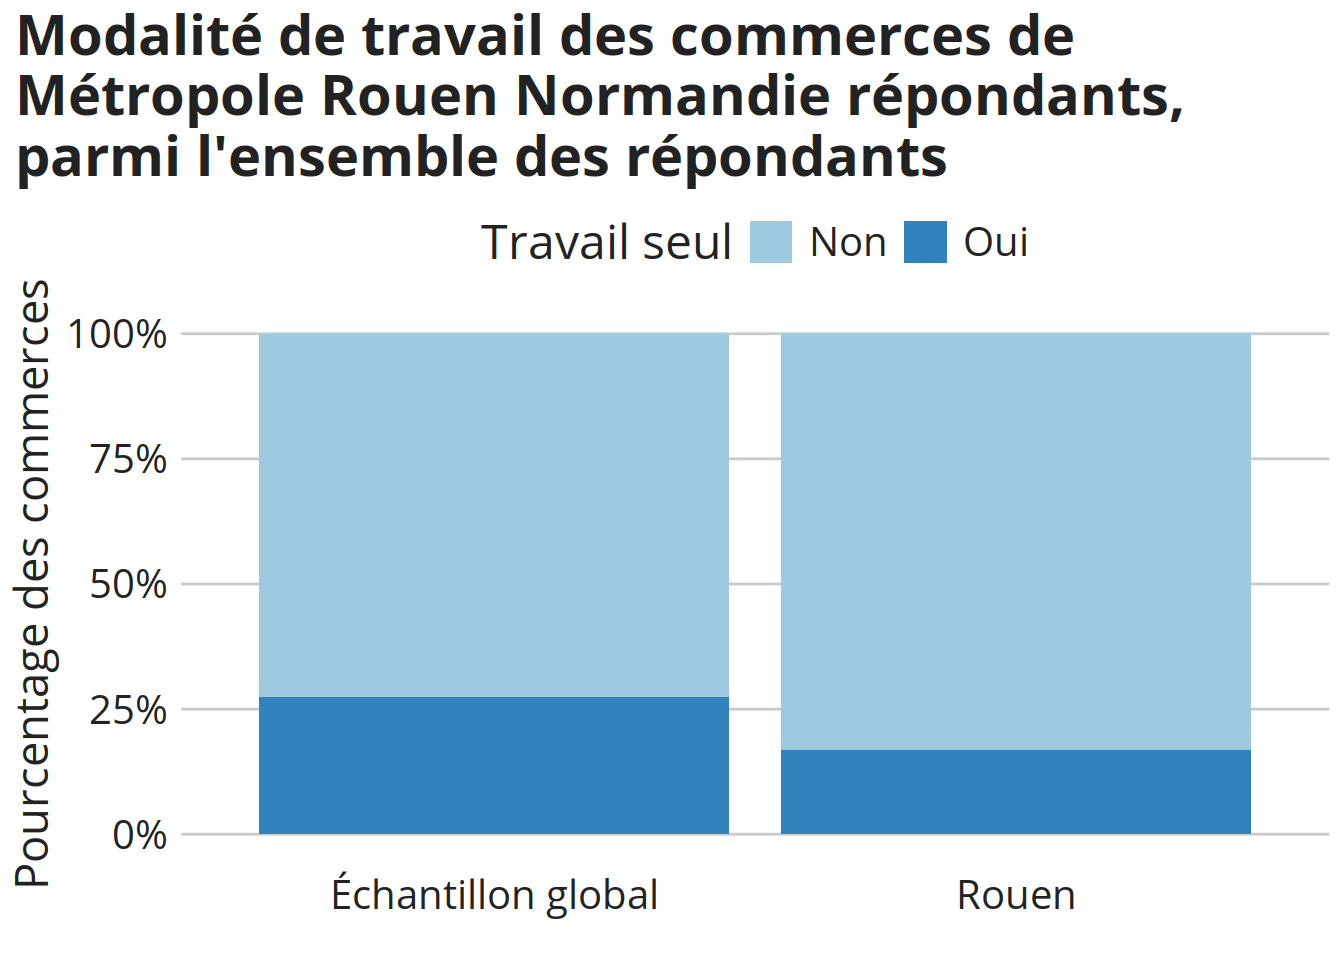 Modalité de travail des commerces de
Métropole Rouen Normandie répondants,
parmi l'ensemble des répondants
Travail seul Non Oui
Pourcentage des commerces
100%
75%
50%
25%
0%
Échantillon global Rouen